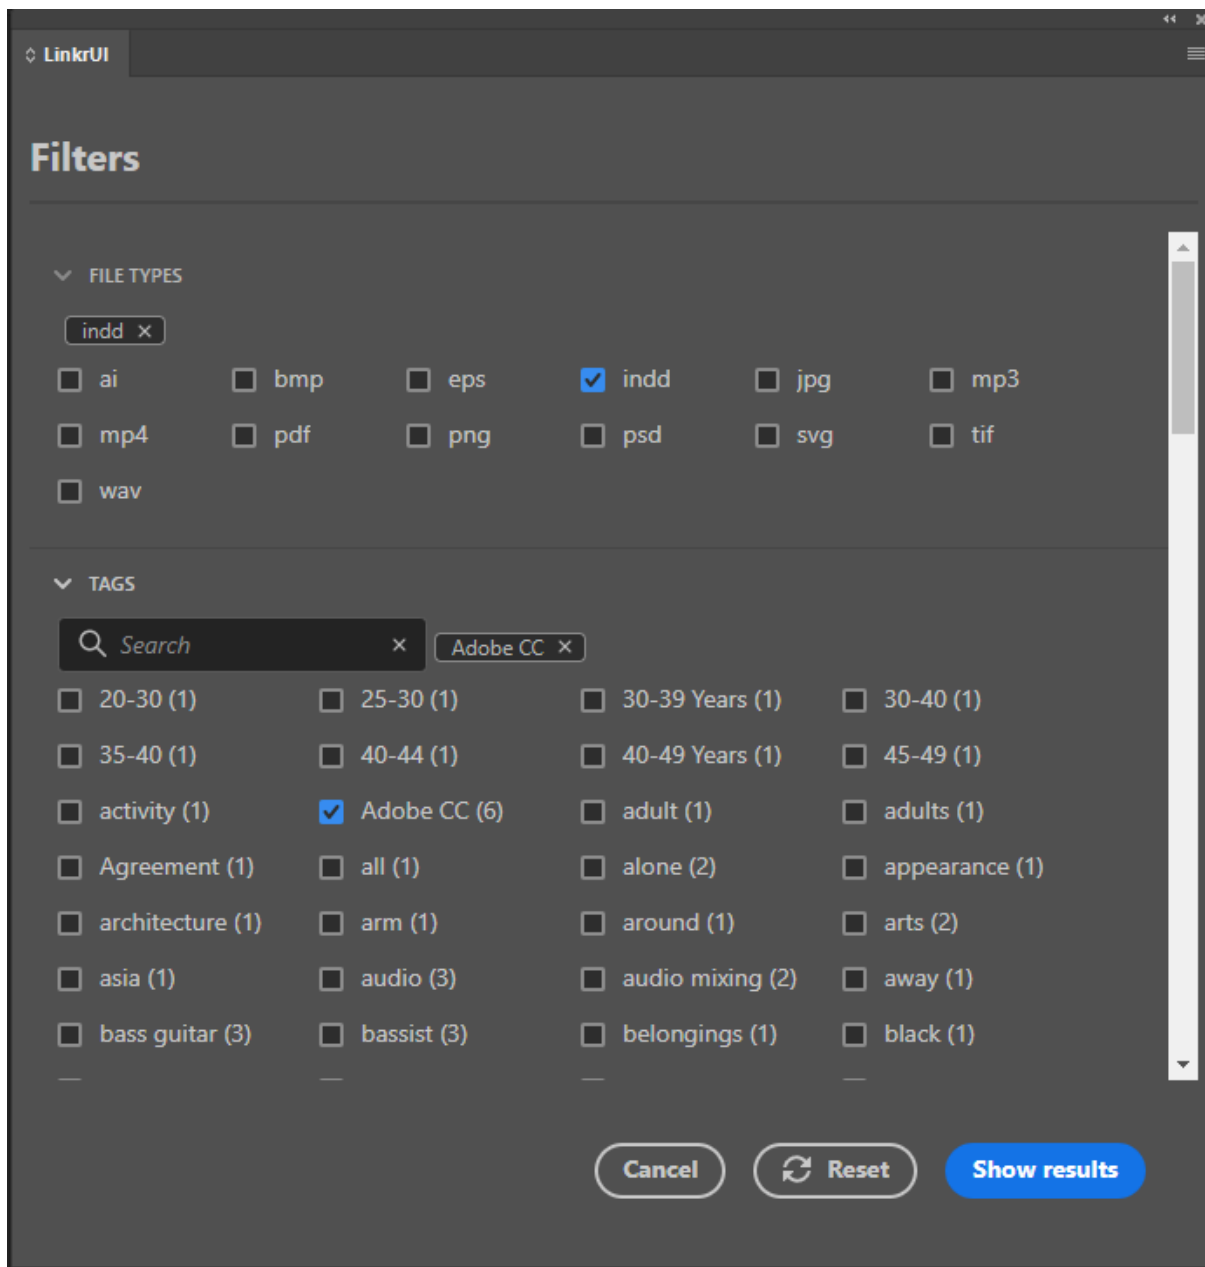 LinkrUI
Filters
FILE TYPES
indd
ai bmp eps indd jpg mp3
mp4 pdf png psd svg tif
wav
TAGS
Search Adobe CC
20-30 (1) 25-30 (1) 30-39 Years (1) 30-40 (1)
35-40 (1) 40-44 (1) 40-49 Years (1) 45-49 (1)
activity (1) Adobe CC (6) adult (1) adults (1)
Agreement (1) all (1) alone (2) appearance (1)
architecture (1) arm (1) around (1) arts (2)
asia (1) audio (3) audio mixing (2) away (1)
bass guitar (3) bassist (3) belongings (1) black (1)
Cancel Reset Show results